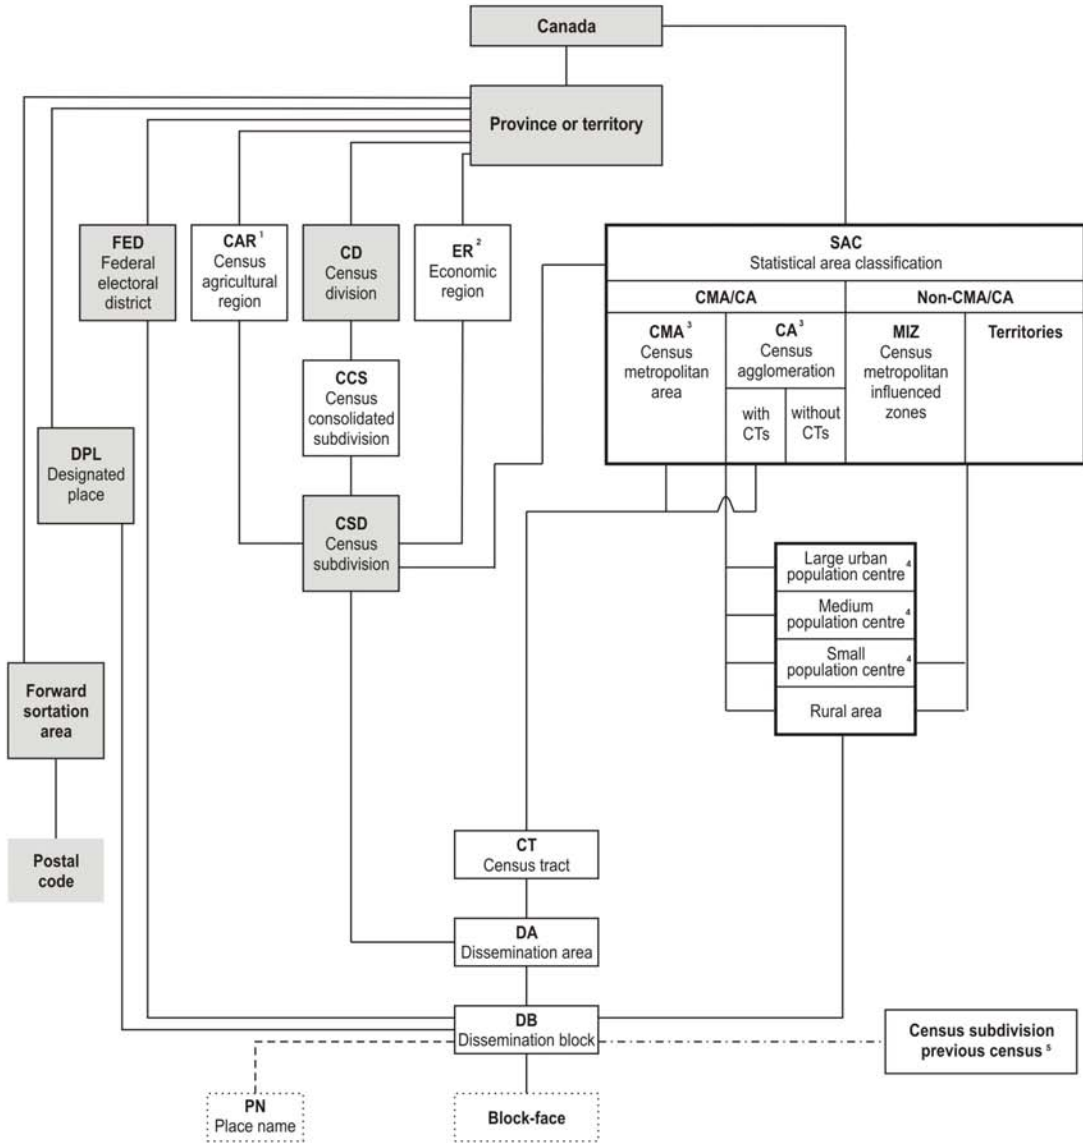 Canada
Province or territory
FED
Federal
electoral
district
CAR 1
Census
agricultural
region
CD
Census
division
ER 2
Economic
region
SAC
Statistical area classification
CMA/CA
Non-CMA/CA
CMA 3
Census
metropolitan
area
CA 3
Census
agglomeration
with
CTs
without
CTs
MIZ
Census
metropolitan
influenced
zones
Territories
CCS
Census
consolidated
subdivision
DPL
Designated
place
CSD
Census
subdivision
Large urban
population centre 4
Medium
population centre 4
Small
population centre 4
Rural area
Forward
sortation
area
Postal
code
CT
Census tract
DA
Dissemination area
DB
Dissemination block
Census subdivision
previous census 5
PN
Place name
Block-face